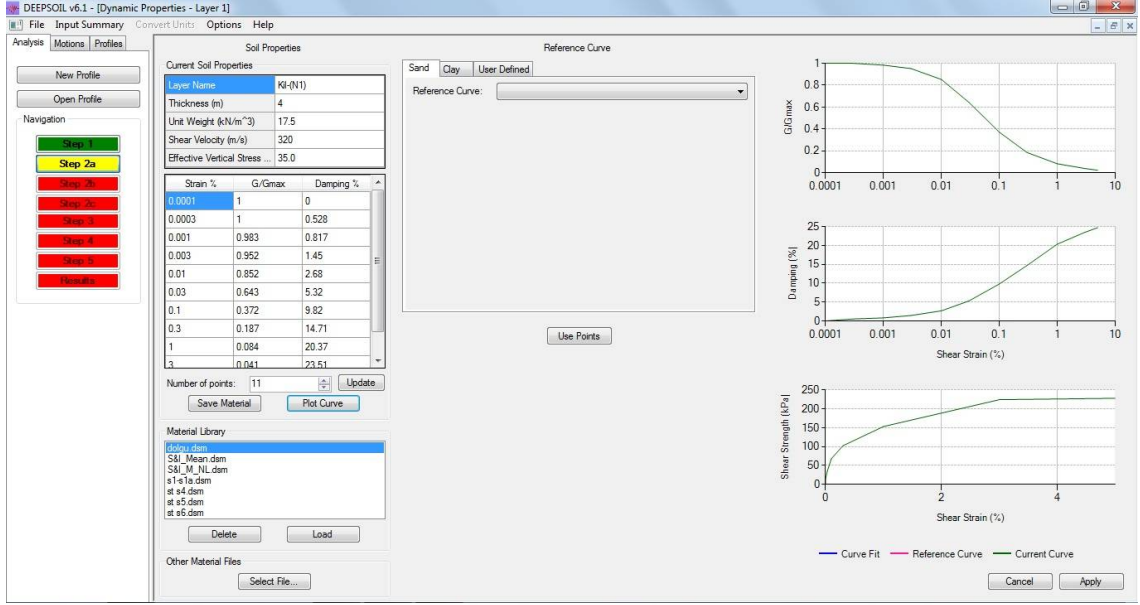 DEEPSOIL v6.1 - [Dynamic Properties - Layer 1]
File Input Summary Convert Units Options Help
Analysis Motions Profiles
New Profile
Open Profile
Navigation
Step 1
Step 2a
Step 2b
Step 2c
Step 3
Step 4
Step 5
Results
Soil Properties
Current Soil Properties
Layer Name Kil-(N1)
Thickness (m) 4
Unit Weight (kN/m^3) 17.5
Shear Velocity (m/s) 320
Effective Vertical Stress ... 35.0
Strain % G/Gmax Damping %
0.0001 1 0
0.0003 1 0.528
0.001 0.983 0.817
0.003 0.952 1.45
0.01 0.852 2.68
0.03 0.643 5.32
0.1 0.372 9.82
0.3 0.187 14.71
1 0.084 20.37
3 0.041 23.51
Number of points: 11 Update
Save Material Plot Curve
Material Library
dolgu.dsm
S&I_Mean.dsm
S&I_M_NL.dsm
s1-s1a.dsm
st s4.dsm
st s5.dsm
st s6.dsm
Delete Load
Other Material Files
Select File...
Reference Curve
Sand Clay User Defined
Reference Curve:
Use Points
G/Gmax
1
0.8
0.6
0.4
0.2
0
0.0001 0.001 0.01 0.1 1 10
Damping (%)
25
20
15
10
5
0
0.0001 0.001 0.01 0.1 1 10
Shear Strain (%)
Shear Strength (kPa)
250
200
150
100
50
0
0 2 4
Shear Strain (%)
Curve Fit Reference Curve Current Curve
Cancel Apply